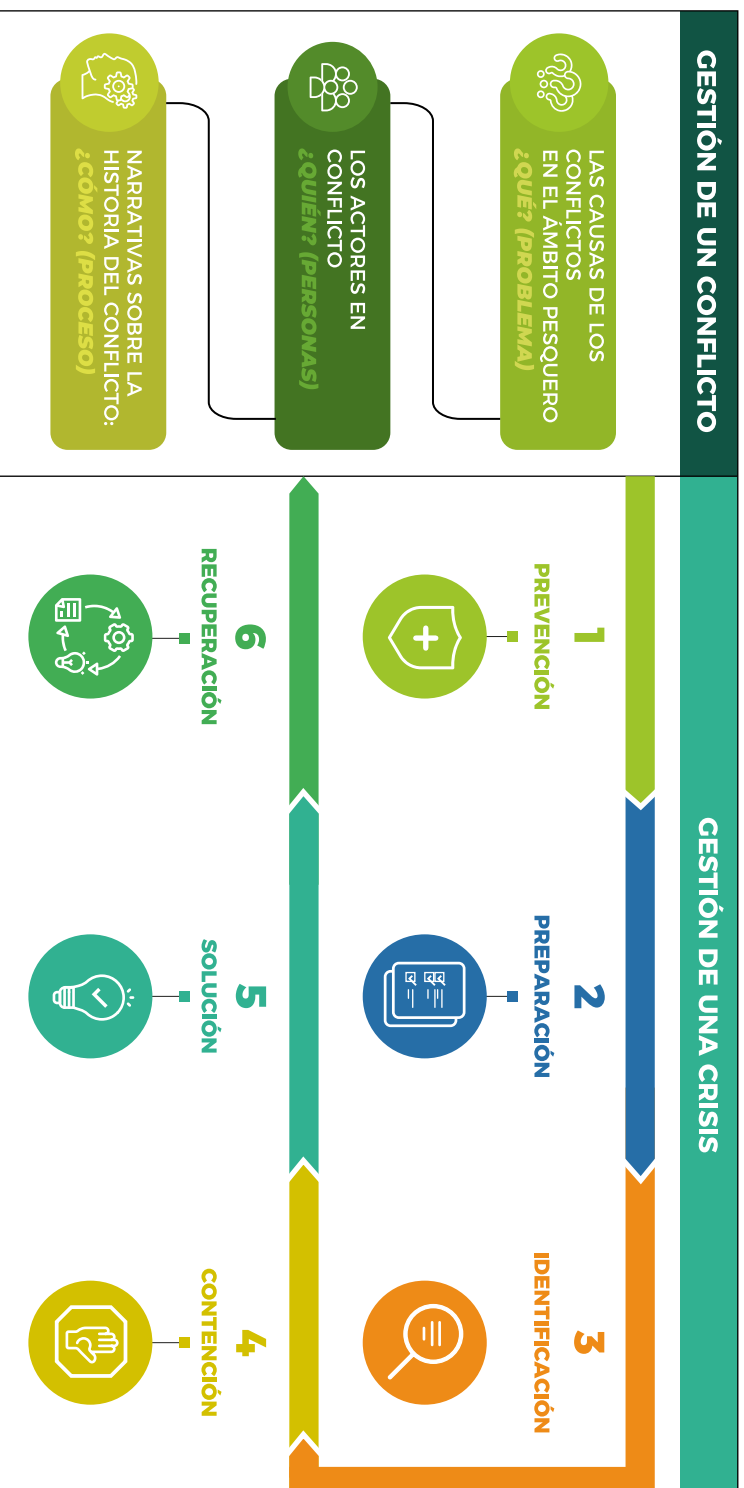 GESTIÓN DE UN CONFLICTO
LAS CAUSAS DE LOS
CONFLICTOS
EN EL ÁMBITO PESQUERO
¿QUÉ? (PROBLEMA)
LOS ACTORES EN
CONFLICTO
¿QUIÉN? (PERSONAS)
NARRATIVAS SOBRE LA
HISTORIA DEL CONFLICTO:
¿CÓMO? (PROCESO)
GESTIÓN DE UNA CRISIS
1
PREVENCIÓN
2
PREPARACIÓN
3
IDENTIFICACIÓN
4
CONTENCIÓN
5
SOLUCIÓN
6
RECUPERACIÓN